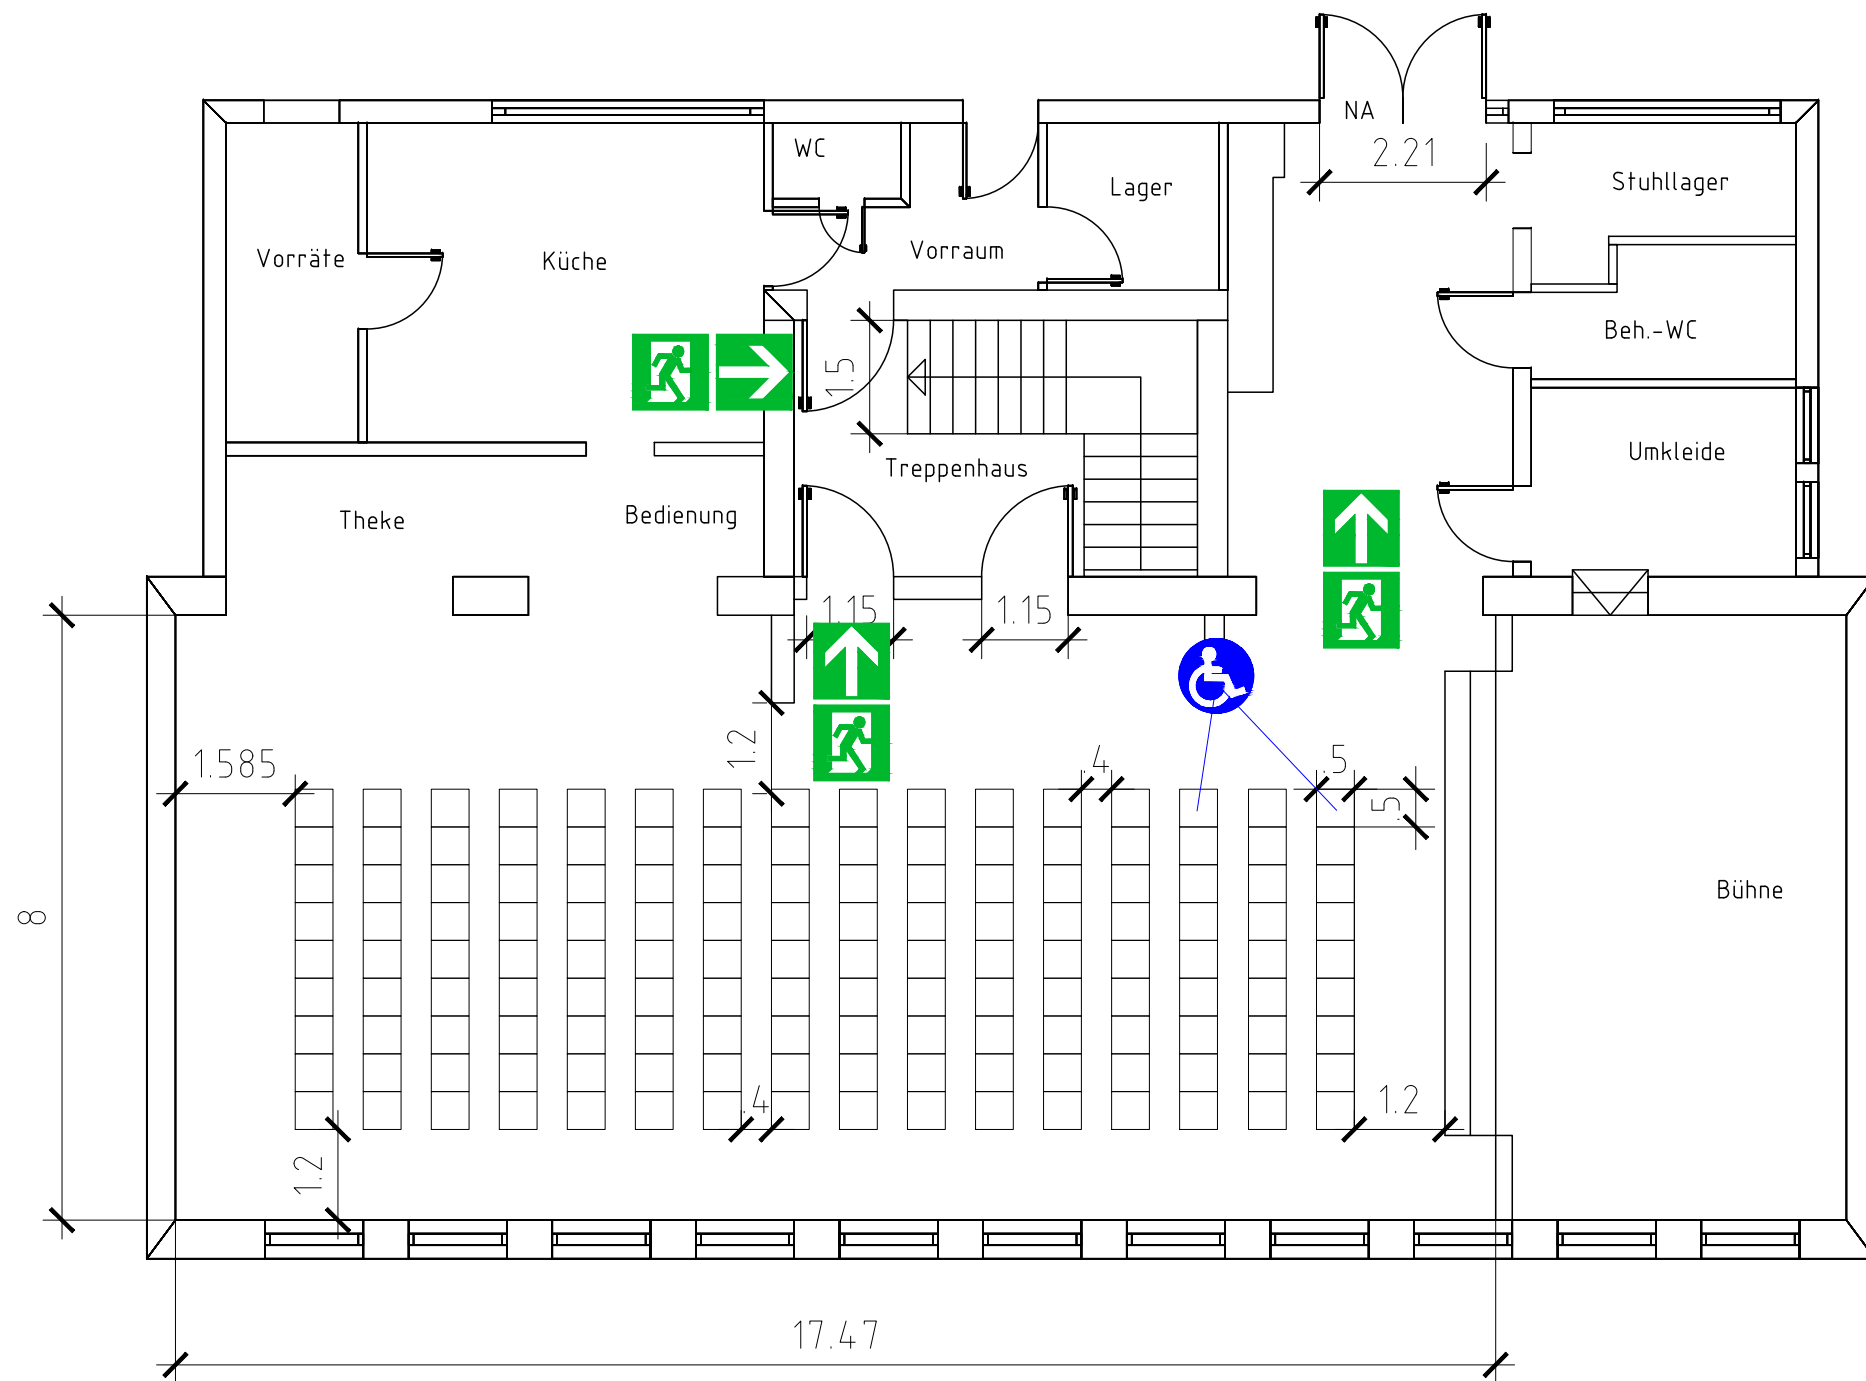 NA
WC
2.21
Stuhllager
Lager
Vorräte
Küche
Vorraum
Beh.-WC
1.5
Umkleide
Treppenhaus
Theke
Bedienung
1.15
1.15
1.2
1.585
.4
.5
.5
Bühne
8
.4
1.2
1.2
17.47